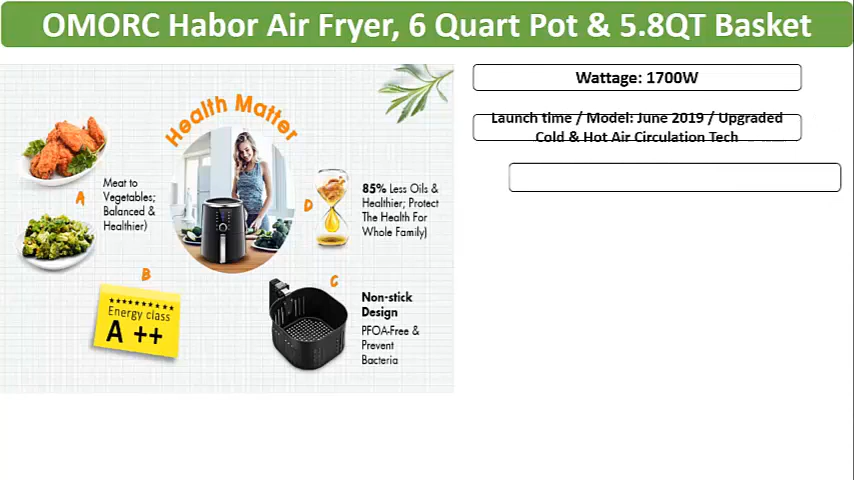 OMORC Habor Air Fryer, 6 Quart Pot & 5.8QT Basket
Wattage: 1700W
Launch time / Model: June 2019 / Upgraded
Cold & Hot Air Circulation Tech
Health Matter
A
Meat to
Vegetables;
Balanced &
Healthier)
D
85% Less Oils &
Healthier; Protect
The Health For
Whole Family)
B
Energy class
A ++
C
Non-stick
Design
PFOA-Free &
Prevent
Bacteria